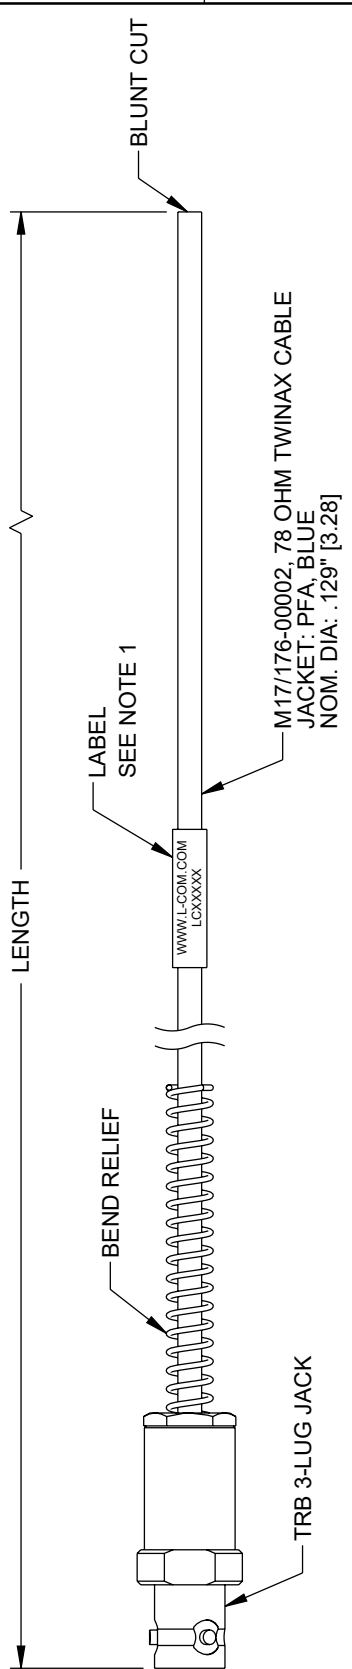 LENGTH
BLUNT CUT
LABEL
SEE NOTE 1
WWW.L-COM.COM
LCXXXXX
BEND RELIEF
TRB 3-LUG JACK
M17/176-00002, 78 OHM TWINAX CABLE
JACKET: PFA, BLUE
NOM. DIA: .129" [3.28]